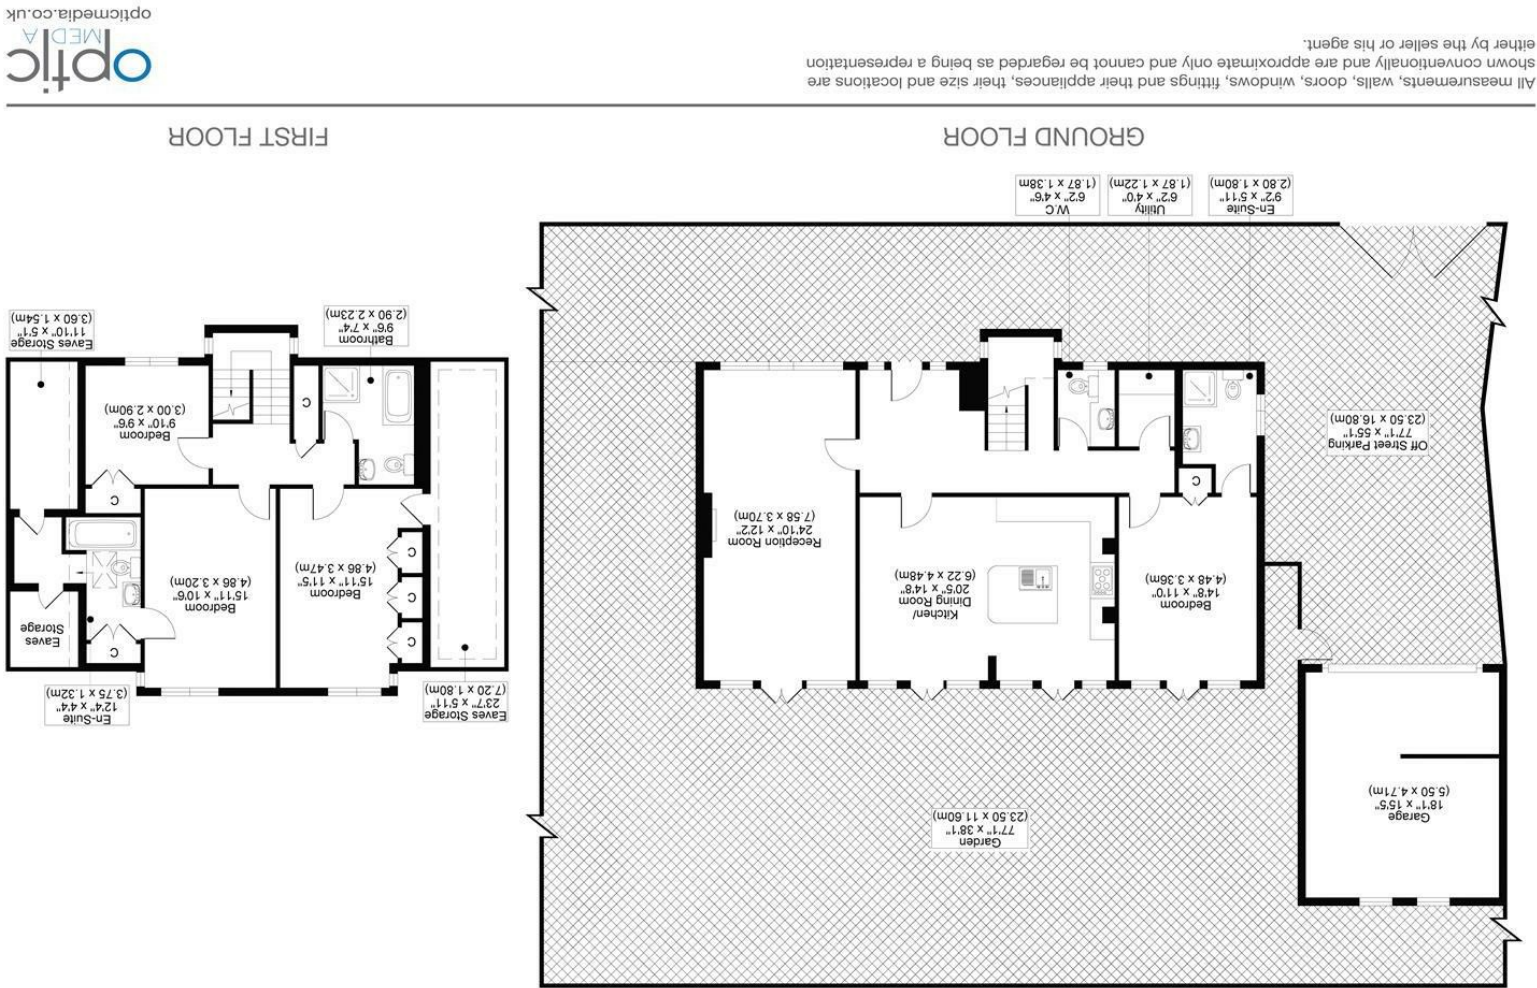 Garden
77'1" x 38'1
(23.50 x 11.60m)
Garage
18'1" x 15'5"
(5.50 x 4.71m)
Bedroom
14'8" x 11'0"
(4.48 x 3.36m)
Kitchen/
Dining Room
20'5" x 14'8"
(6.22 x 4.48m)
Reception Room
24'10" x 12'2"
(7.58 x 3.70m)
C
Off Street Parking
77'1" x 55'1
(23.50 x 16.80m)
En-Suite
9'2" x 5'11"
(2.80 x 1.80m)
Utility
6'2" x 4'0"
(1.87 x 1.22m)
W.C
6'2" x 4'6"
(1.87 x 1.38m
GROUND FLOOR
Eaves Storage
23'7" x 5'11"
(7.20 x 1.80m)
En-Suite
12'4" x 4'4"
(3.75 x 1.32m)
C
C
C
C
Eaves
Storage
Bedroom
15'11" x 11'5"
(4.86 x 3.47m)
Bedroom
15'11" x 10'6"
(4.86 x 3.20m)
C
C
Bedroom
9'10" x 9'6"
(3.00 x 2.90m)
Bathroom
9'6" x 7'4"
(2.90 x 2.23m)
Eaves Storage
11'10" x 5'1"
(3.60 x 1.54m)
FIRST FLOOR
All measurements, walls, doors, windows, fittings and their appliances, their size and locations are
shown conventionally and are approximate only and cannot be regarded as being a representation
either by the seller or his agent.
optic
MEDIA
opticmedia.co.uk